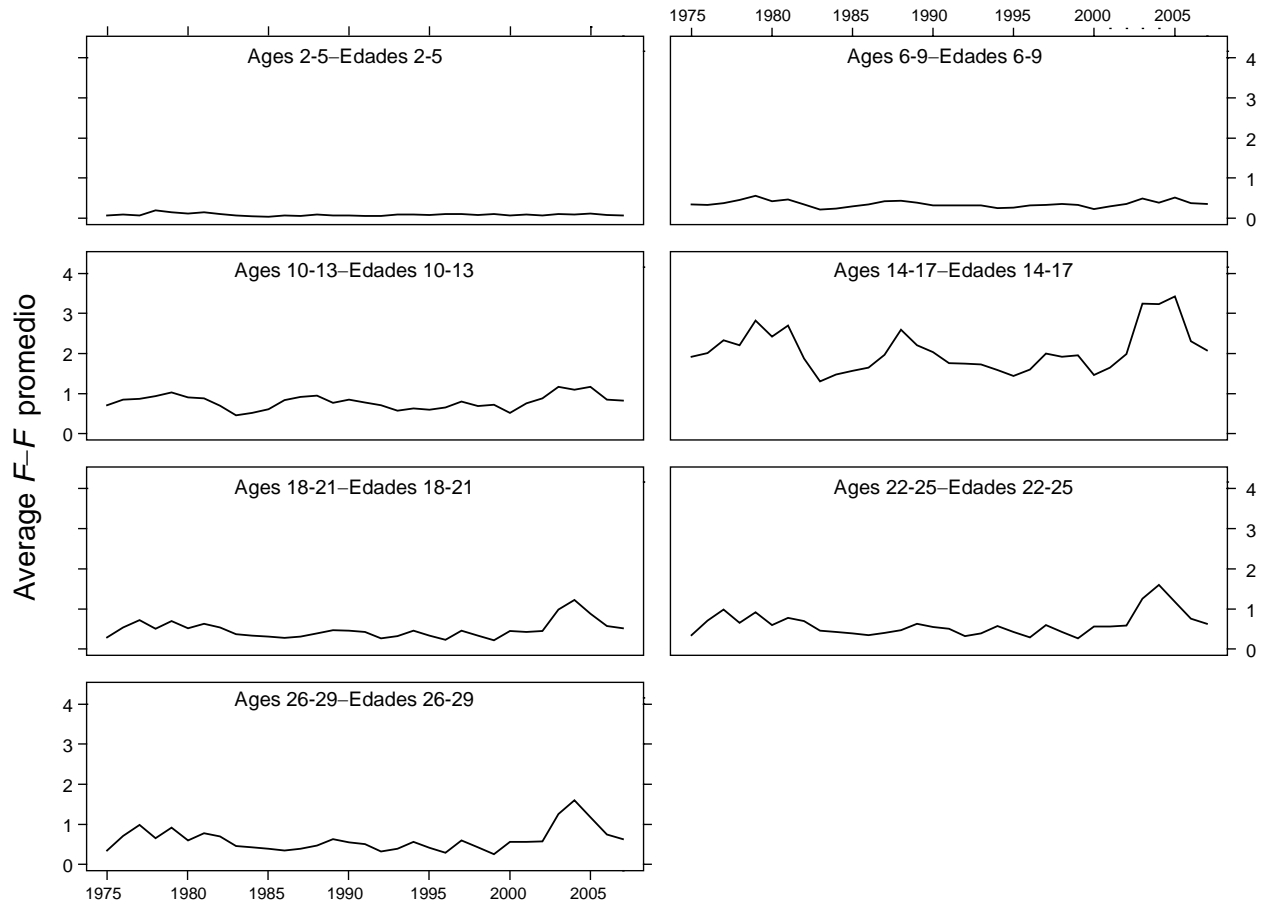 1975 1980 1985 1990 1995 2000 2005
Ages 2-5–Edades 2-5
Ages 6-9–Edades 6-9
4
3
2
1
0
Ages 10-13–Edades 10-13
4
3
2
1
0
Ages 14-17–Edades 14-17
Average F–F promedio
Ages 18-21–Edades 18-21
Ages 22-25–Edades 22-25
4
3
2
1
0
Ages 26-29–Edades 26-29
4
3
2
1
0
1975 1980 1985 1990 1995 2000 2005